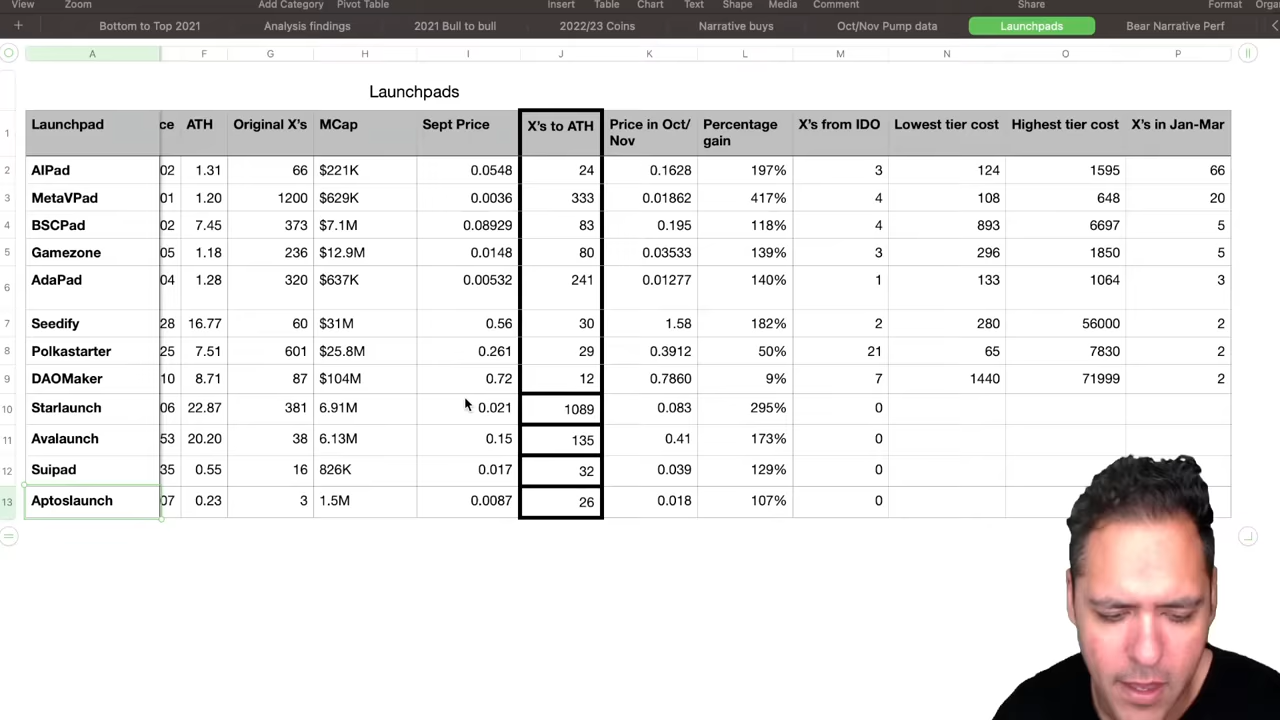 View Zoom Add Category Pivot Table Insert Table Chart Text Shape Media Comment Share Format
+ Bottom to Top 2021 Analysis findings 2021 Bull to bull 2022/23 Coins Narrative buys Oct/Nov Pump data Launchpads Bear Narrative Perf
A F G H I J K L M N O P
Launchpads
1 Launchpad ce ATH Original X's MCap Sept Price X's to ATH Price in Oct/ Percentage X's from IDO Lowest tier cost Highest tier cost X's in Jan-Mar
Nov gain
2 AIPad 02 1.31 66 $221K 0.0548 24 0.1628 197% 3 124 1595 66
3 MetaVPad 01 1.20 1200 $629K 0.0036 333 0.01862 417% 4 108 648 20
4 BSCPad 02 7.45 373 $7.1M 0.08929 83 0.195 118% 4 893 6697 5
5 Gamezone 05 1.18 236 $12.9M 0.0148 80 0.03533 139% 3 296 1850 5
6 AdaPad 04 1.28 320 $637K 0.00532 241 0.01277 140% 1 133 1064 3
7 Seedify 28 16.77 60 $31M 0.56 30 1.58 182% 2 280 56000 2
8 Polkastarter 25 7.51 601 $25.8M 0.261 29 0.3912 50% 21 65 7830 2
9 DAOMaker 10 8.71 87 $104M 0.72 12 0.7860 9% 7 1440 71999 2
10 Starlaunch 06 22.87 381 6.91M 0.021 1089 0.083 295% 0
11 Avalaunch 53 20.20 38 6.13M 0.15 135 0.41 173% 0
12 Suipad 35 0.55 16 826K 0.017 32 0.039 129% 0
13 Aptoslaunch 07 0.23 3 1.5M 0.0087 26 0.018 107% 0